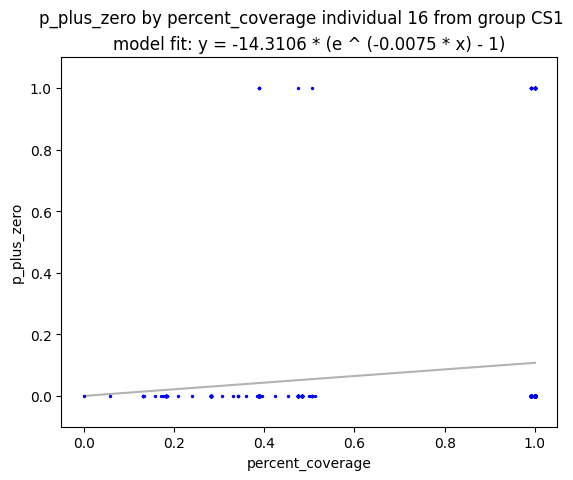 p_plus_zero by percent_coverage individual 16 from group CS1
model fit: y = -14.3106 * (e ^ (-0.0075 * x) - 1)
1.0
0.8
0.6
0.4
0.2
0.0
p_plus_zero
0.0 0.2 0.4 0.6 0.8 1.0
percent_coverage